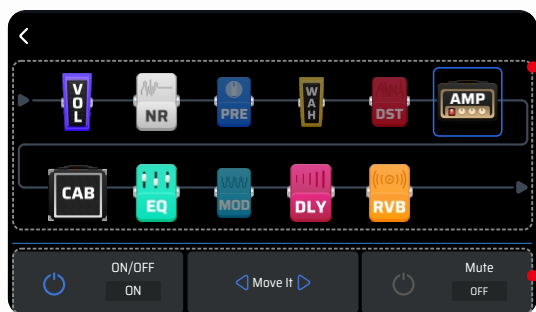 VOL
NR
PRE
WAH
DST
AMP
CAB
EQ
MOD
DLY
RVB
ON/OFF
ON
Move It
Mute
OFF